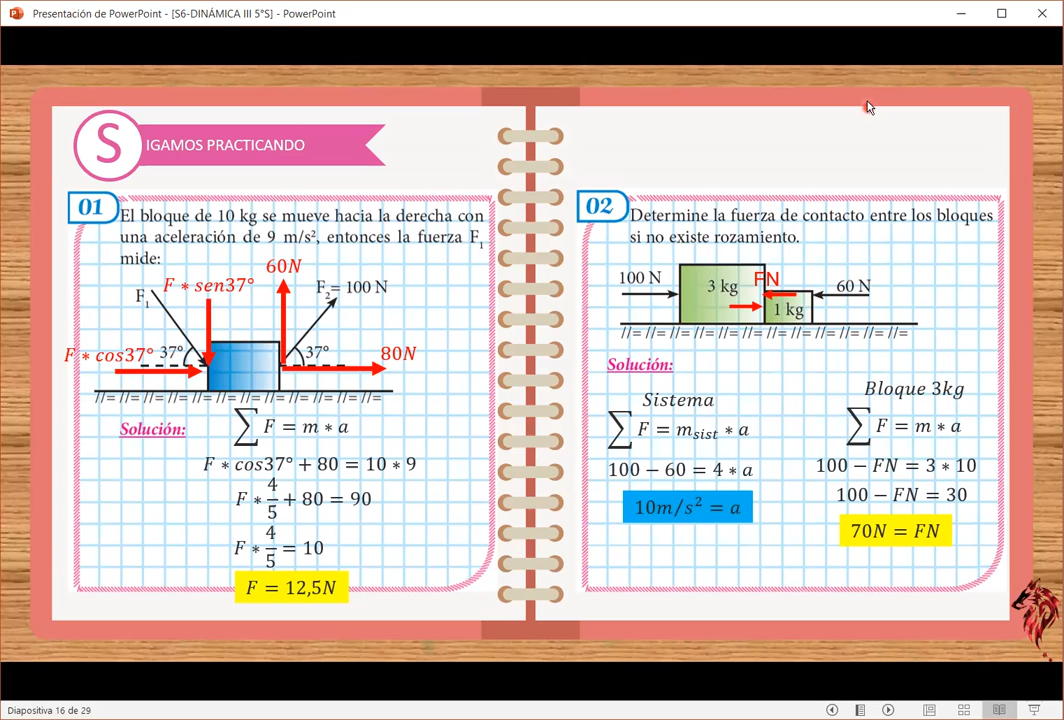 Presentación de PowerPoint - [S6-DINÁMICA III 5°S] - PowerPoint
S
IGAMOS PRACTICANDO
01
El bloque de 10 kg se mueve hacia la derecha con
una aceleración de 9 m/s², entonces la fuerza F₁
mide:
60N
F ∗ sen37°
F₁
F₂= 100 N
F ∗ cos37°
37°
37°
80N
//= //= //= //= //= //= //= //= //= //= //= //=
Solución:
∑ F = m ∗ a
F ∗ cos37° + 80 = 10 ∗ 9
F ∗ 4/5 + 80 = 90
F ∗ 4/5 = 10
F = 12,5N
02
Determine la fuerza de contacto entre los bloques
si no existe rozamiento.
100 N
3 kg
FN
60 N
1 kg
//= //= //= //= //= //= //= //= //= //= //= //=
Solución:
Sistema
∑ F = mₛᵢₛₜ ∗ a
100 − 60 = 4 ∗ a
10m/s² = a
Bloque 3kg
∑ F = m ∗ a
100 − FN = 3 ∗ 10
100 − FN = 30
70N = FN
Diapositiva 16 de 29